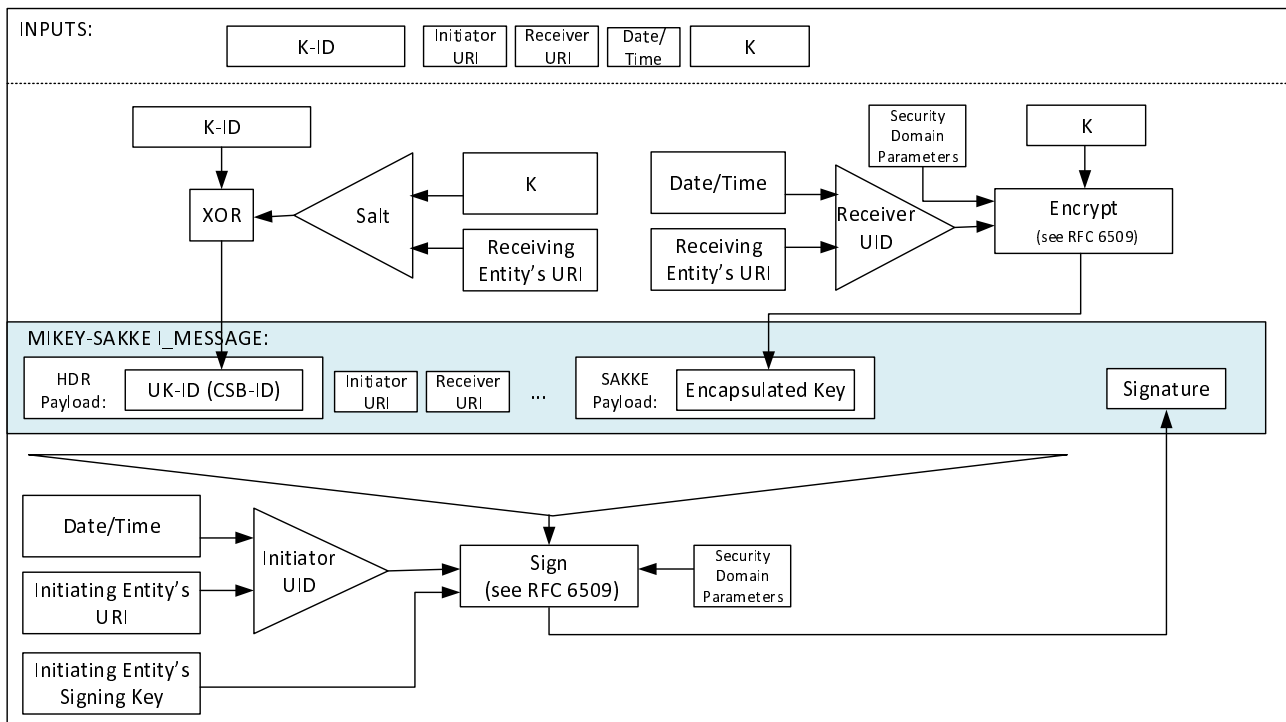 INPUTS:
K-ID
Initiator
URI
Receiver
URI
Date/
Time
K
K-ID
XOR
Salt
K
Receiving
Entity's URI
Date/Time
Receiving
Entity's URI
Receiver
UID
Security
Domain
Parameters
K
Encrypt
(see RFC 6509)
MIKEY-SAKKE I_MESSAGE:
HDR
Payload:
UK-ID (CSB-ID)
Initiator
URI
Receiver
URI
...
SAKKE
Payload:
Encapsulated Key
Signature
Date/Time
Initiating Entity's
URI
Initiator
UID
Sign
(see RFC 6509)
Security
Domain
Parameters
Initiating Entity's
Signing Key